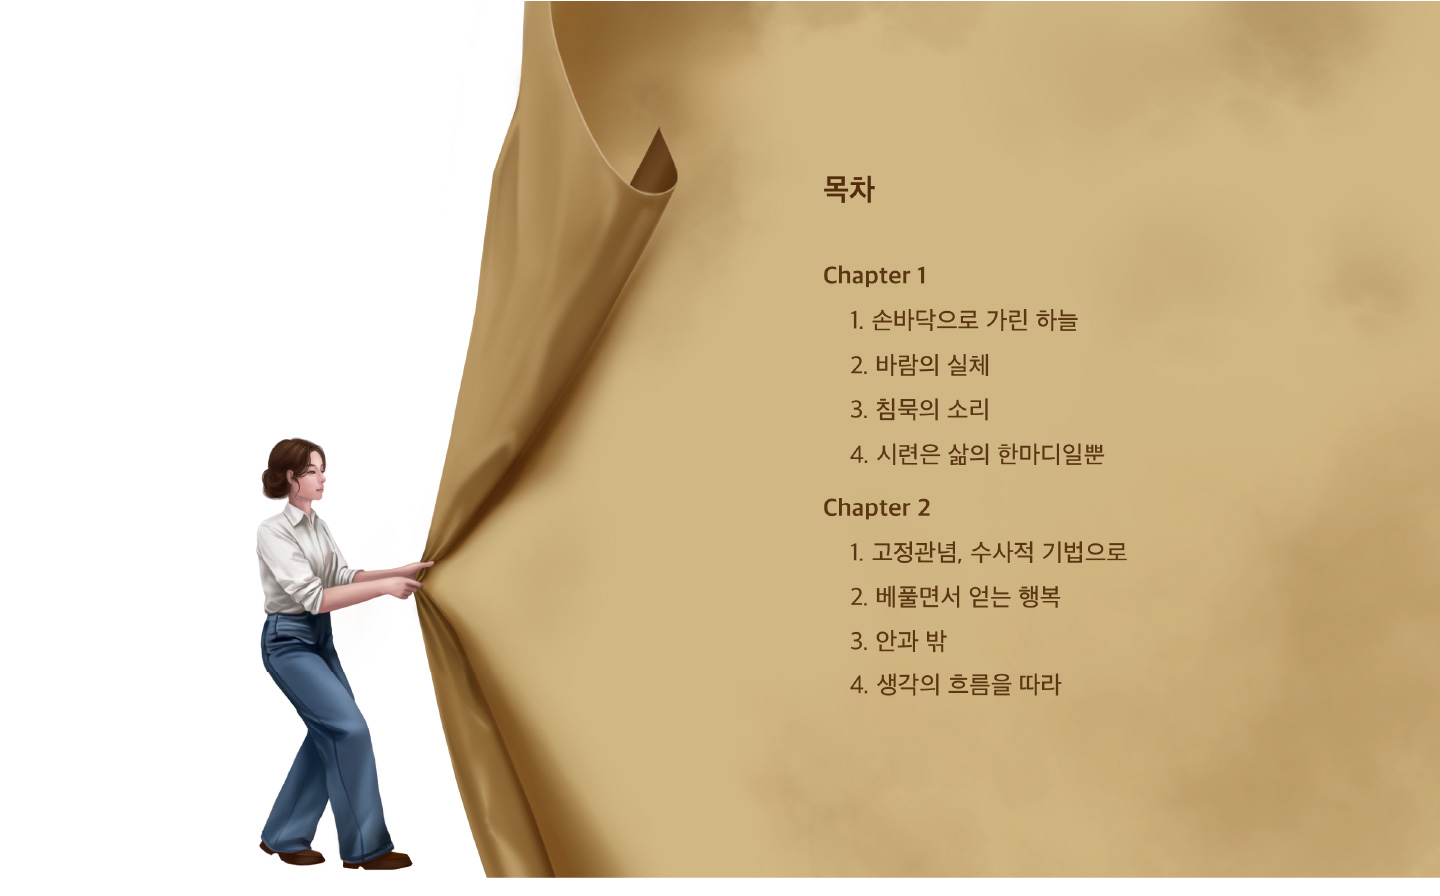 목차
Chapter 1
1. 손바닥으로 가린 하늘
2. 바람의 실체
3. 침묵의 소리
4. 시련은 삶의 한마디일뿐
Chapter 2
1. 고정관념, 수사적 기법으로
2. 베풀면서 얻는 행복
3. 안과 밖
4. 생각의 흐름을 따라